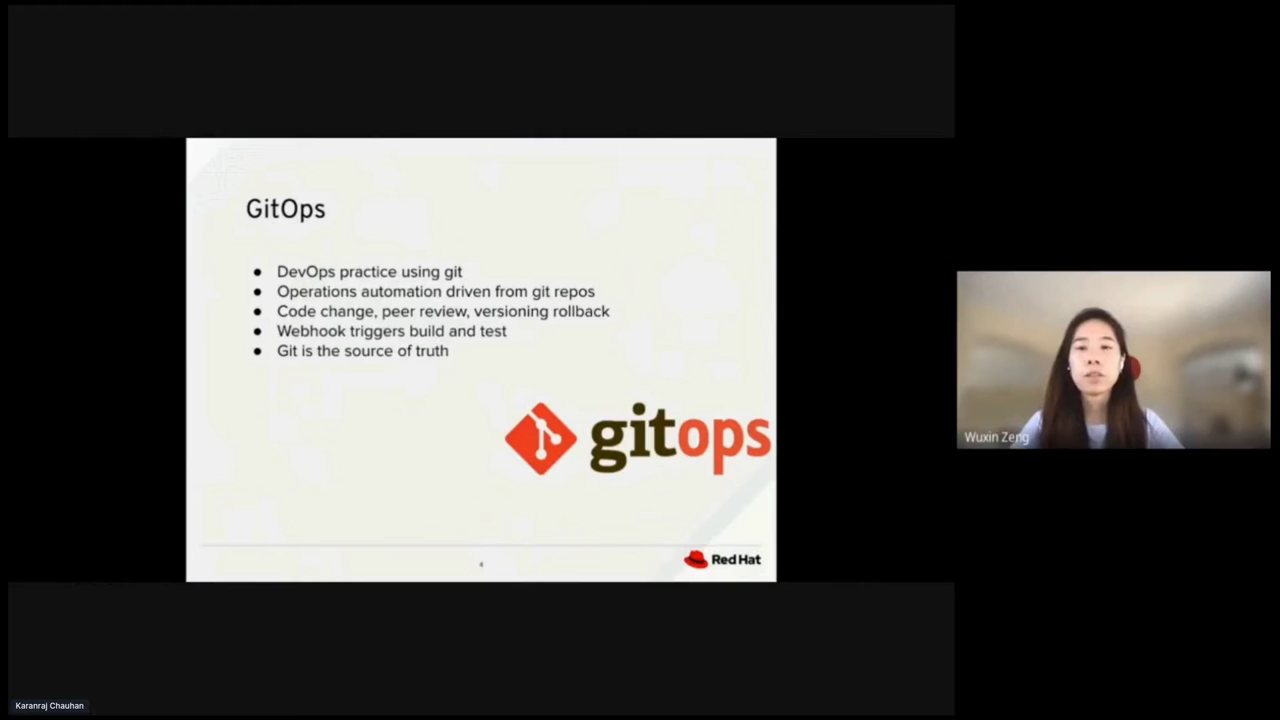 GitOps
● DevOps practice using git
● Operations automation driven from git repos
● Code change, peer review, versioning rollback
● Webhook triggers build and test
● Git is the source of truth
gitops
Red Hat
Wuxin Zeng
Karanraj Chauhan